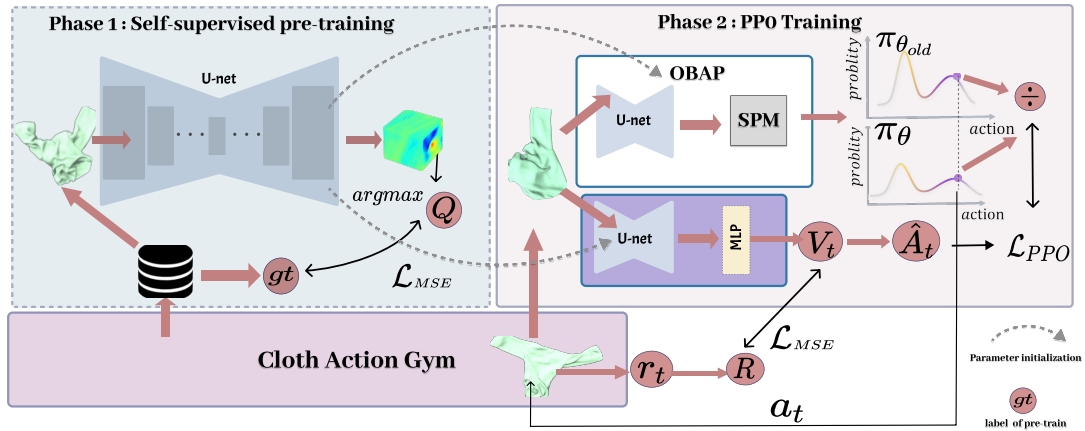 Phase 1: Self-supervised pre-training
U-net
argmax
Q
gt
ℒMSE
Phase 2: PPO Training
OBAP
U-net
SPM
U-net
MLP
Vt
Ât
ℒPPO
problity
πθold
action
÷
problity
πθ
action
Cloth Action Gym
rt
R
ℒMSE
at
Parameter initialization
gt
label of pre-train